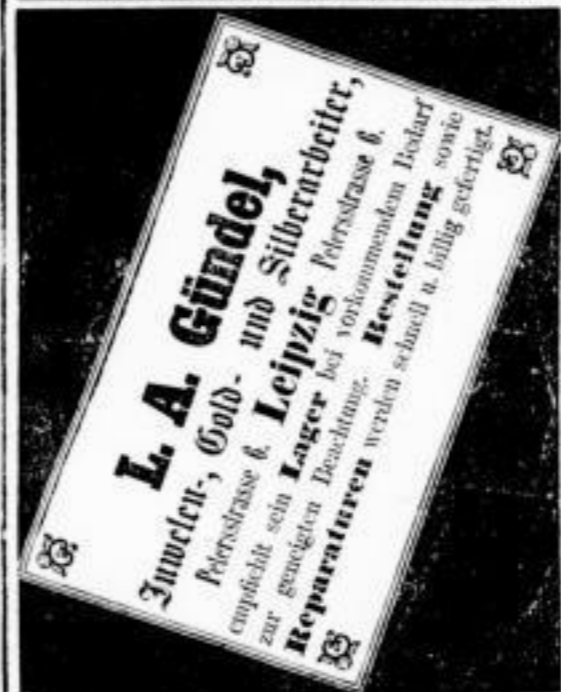 L. A. Gündel,
Juwelen-, Gold- und Silberarbeiter,
Petersstrasse 6. Leipzig Petersstrasse 6.
empfiehlt sein Lager bei vorkommendem Bedarf
zur geneigten Beachtung. Bestellung sowie
Reparaturen werden schnell u. billig gefertigt.